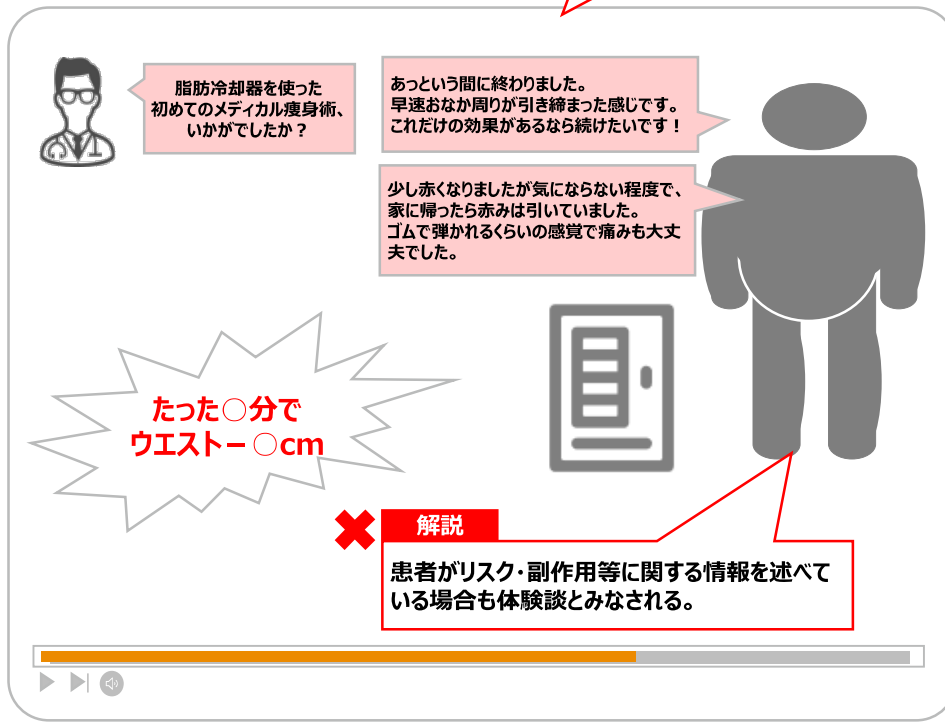 脂肪冷却器を使った
初めてのメディカル痩身術、
いかがでしたか？
あっという間に終わりました。
早速おなか周りが引き締まった感じです。
これだけの効果があるなら続けたいです！
少し赤くなりましたが気にならない程度で、
家に帰ったら赤みは引いていました。
ゴムで弾かれるくらいの感覚で痛みも大丈
夫でした。
たった○分で
ウエストー○cm
解説
患者がリスク・副作用等に関する情報を述べて
いる場合も体験談とみなされる。